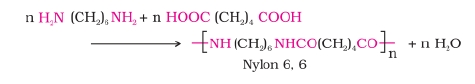 n H₂N (CH₂)₆ NH₂ + n HOOC (CH₂)₄ COOH
⟶ –[NH (CH₂)₆ NHCO(CH₂)₄CO]–n + n H₂O
Nylon 6, 6